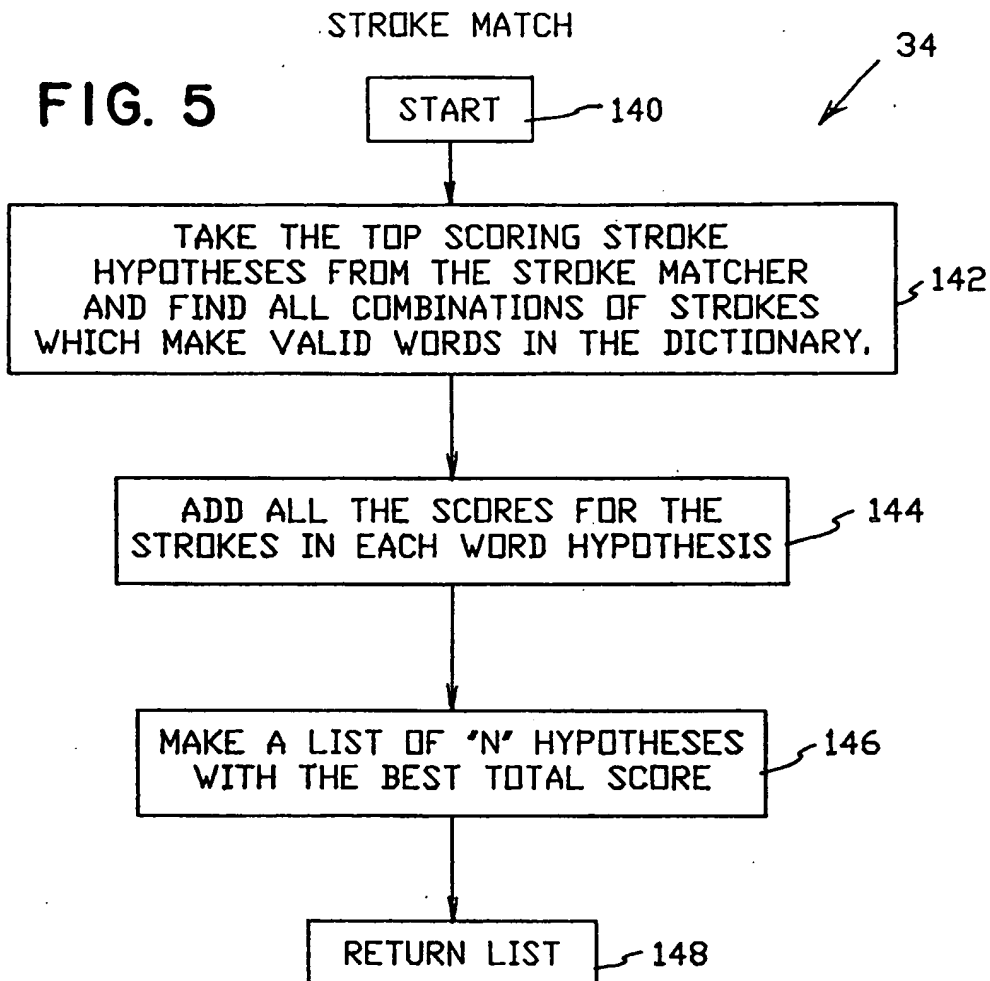 STROKE MATCH
34
FIG. 5
START
140
TAKE THE TOP SCORING STROKE
HYPOTHESES FROM THE STROKE MATCHER
AND FIND ALL COMBINATIONS OF STROKES
WHICH MAKE VALID WORDS IN THE DICTIONARY.
142
ADD ALL THE SCORES FOR THE
STROKES IN EACH WORD HYPOTHESIS
144
MAKE A LIST OF "N" HYPOTHESES
WITH THE BEST TOTAL SCORE
146
RETURN LIST
148